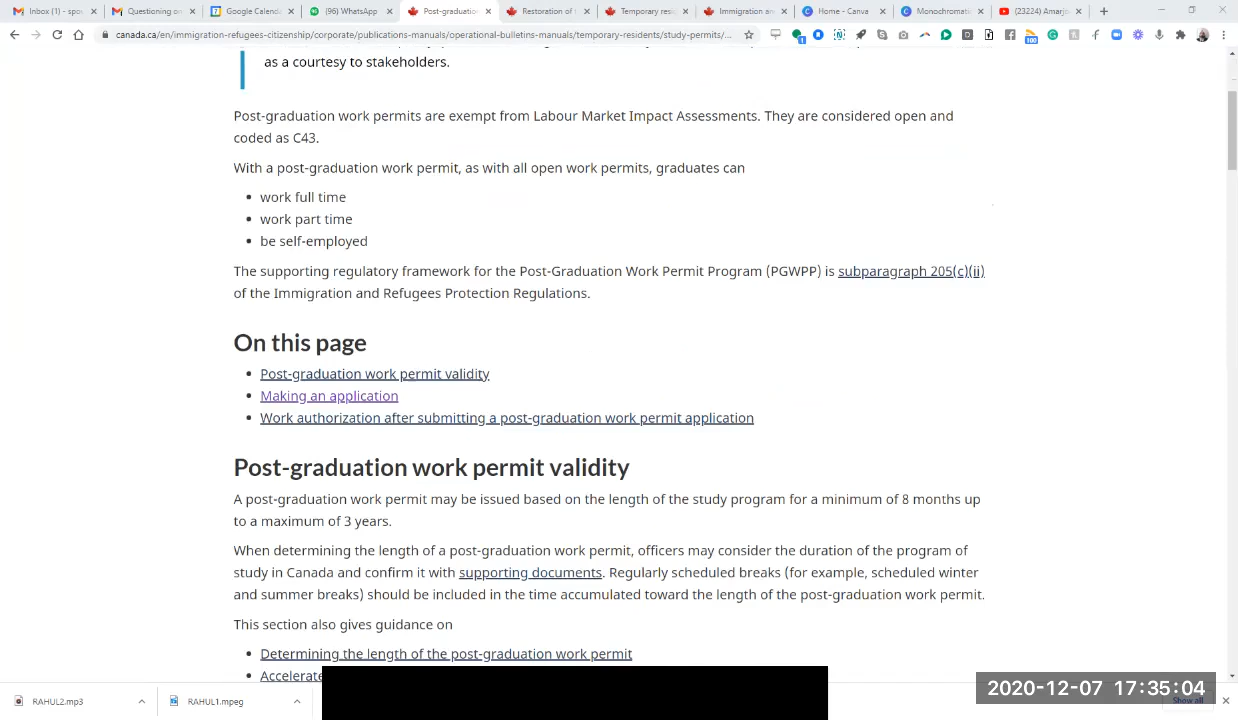 Inbox (1) - spo
Questioning on
Google Calend
(96) WhatsApp
Post-graduatio
Restoration of
Temporary resi
Immigration an
Home - Canva
Monochromat
(23224) Amarj
canada.ca/en/immigration-refugees-citizenship/corporate/publications-manuals/operational-bulletins-manuals/temporary-residents/study-permits/...
as a courtesy to stakeholders.
Post-graduation work permits are exempt from Labour Market Impact Assessments. They are considered open and
coded as C43.
With a post-graduation work permit, as with all open work permits, graduates can
work full time
work part time
be self-employed
The supporting regulatory framework for the Post-Graduation Work Permit Program (PGWPP) is subparagraph 205(c)(ii)
of the Immigration and Refugees Protection Regulations.
On this page
Post-graduation work permit validity
Making an application
Work authorization after submitting a post-graduation work permit application
Post-graduation work permit validity
A post-graduation work permit may be issued based on the length of the study program for a minimum of 8 months up
to a maximum of 3 years.
When determining the length of a post-graduation work permit, officers may consider the duration of the program of
study in Canada and confirm it with supporting documents. Regularly scheduled breaks (for example, scheduled winter
and summer breaks) should be included in the time accumulated toward the length of the post-graduation work permit.
This section also gives guidance on
Determining the length of the post-graduation work permit
Accelerate
RAHUL2.mp3
RAHUL1.mpeg
2020-12-07 17:35:04
Show all